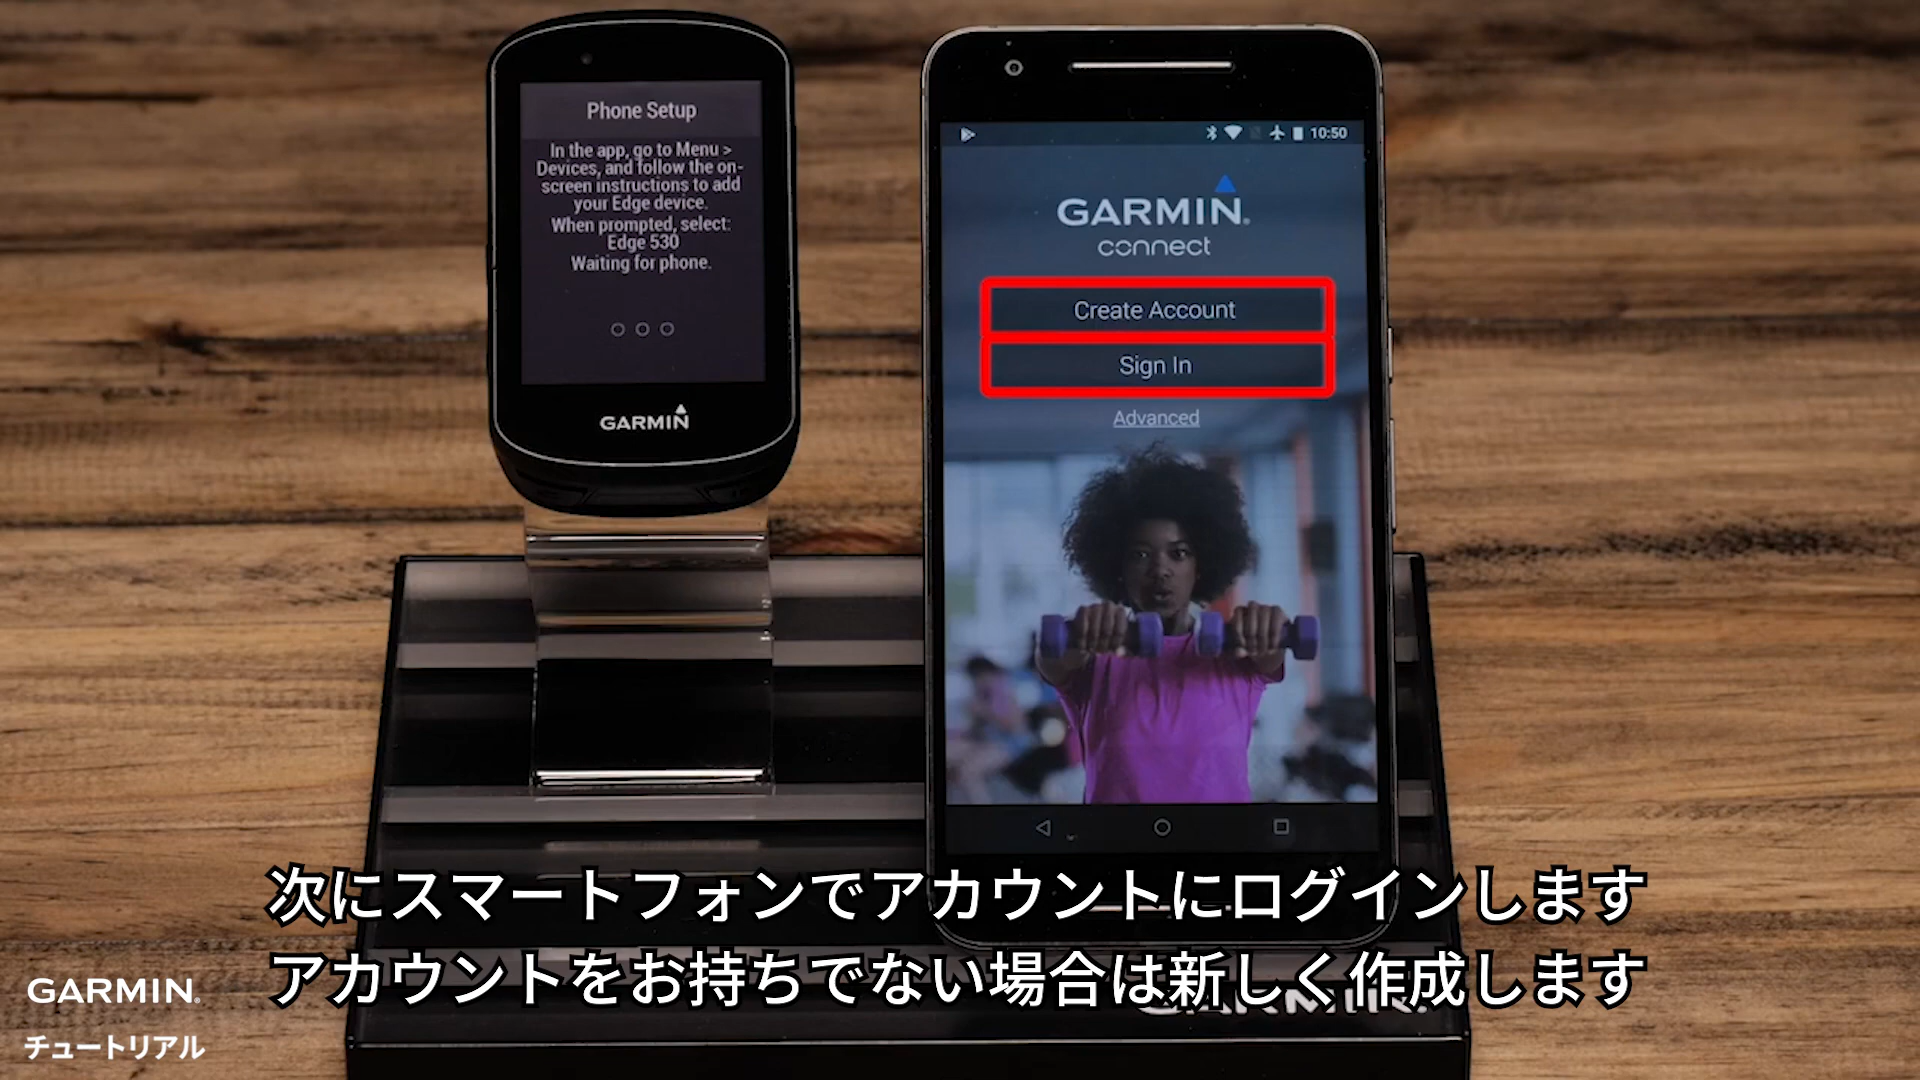 Phone Setup
In the app, go to Menu >
Devices, and follow the on-
screen instructions to add
your Edge device.
When prompted, select:
Edge 530
Waiting for phone.
GARMIN
10:50
GARMIN®
connect
Create Account
Sign In
Advanced
次にスマートフォンでアカウントにログインします
アカウントをお持ちでない場合は新しく作成します
GARMIN®
チュートリアル
GARMIN.